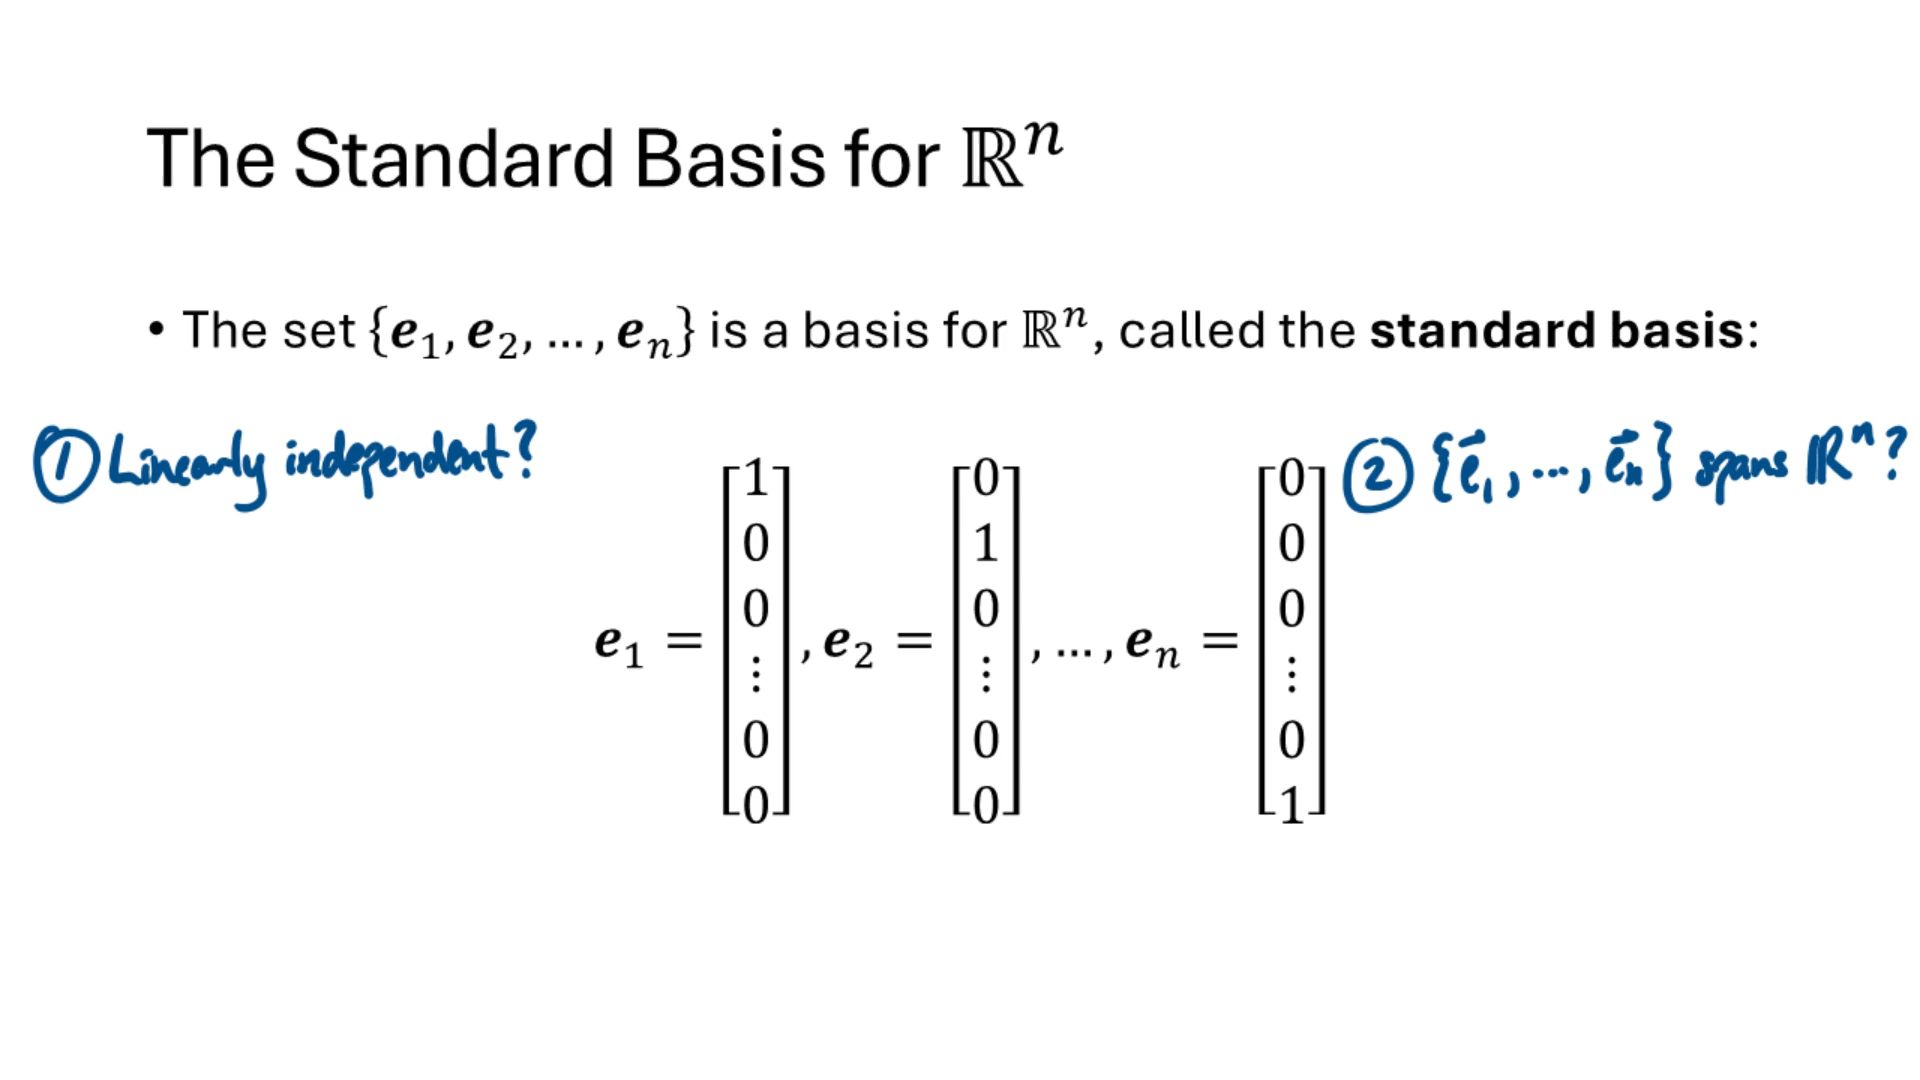 The Standard Basis for ℝⁿ
• The set {𝒆₁, 𝒆₂, … , 𝒆ₙ} is a basis for ℝⁿ, called the standard basis:
① Linearly independent?
② {e⃗₁, ..., e⃗ₙ} spans ℝⁿ?
𝒆₁ = [1 0 0 ⋮ 0 0], 𝒆₂ = [0 1 0 ⋮ 0 0], … , 𝒆ₙ = [0 0 0 ⋮ 0 1]